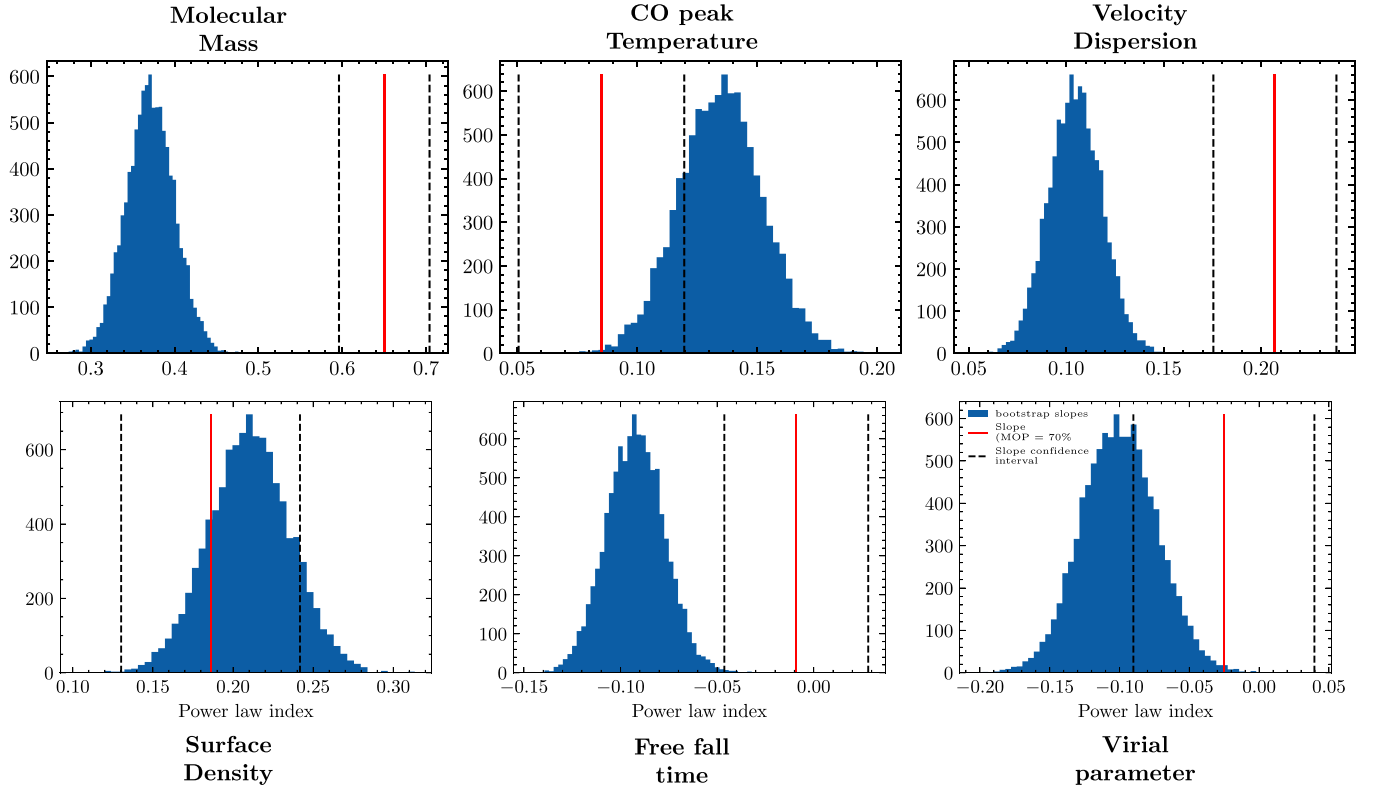 Molecular
Mass
CO peak
Temperature
Velocity
Dispersion
600
500
400
300
200
100
0
0.3 0.4 0.5 0.6 0.7
600
500
400
300
200
100
0
0.05 0.10 0.15 0.20
600
500
400
300
200
100
0
0.05 0.10 0.15 0.20
600
400
200
0
0.10 0.15 0.20 0.25 0.30
Power law index
600
500
400
300
200
100
0
−0.15 −0.10 −0.05 0.00
Power law index
600
500
400
300
200
100
0
bootstrap slopes
Slope
(MOP = 70%
Slope confidence
interval
−0.20 −0.15 −0.10 −0.05 0.00 0.05
Power law index
Surface
Density
Free fall
time
Virial
parameter